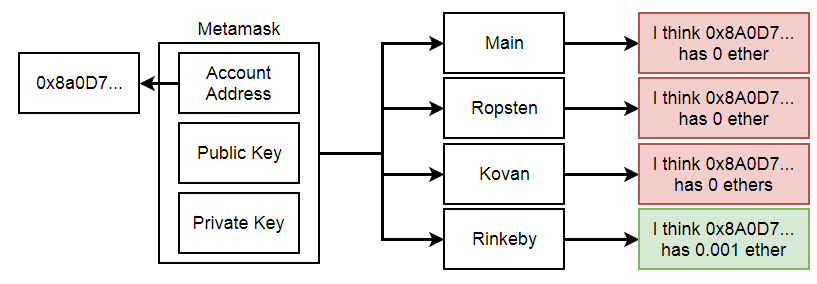 Metamask
0x8a0D7...
Account
Address
Public Key
Private Key
Main
I think 0x8A0D7...
has 0 ether
Ropsten
I think 0x8A0D7...
has 0 ether
Kovan
I think 0x8A0D7...
has 0 ethers
Rinkeby
I think 0x8A0D7...
has 0.001 ether